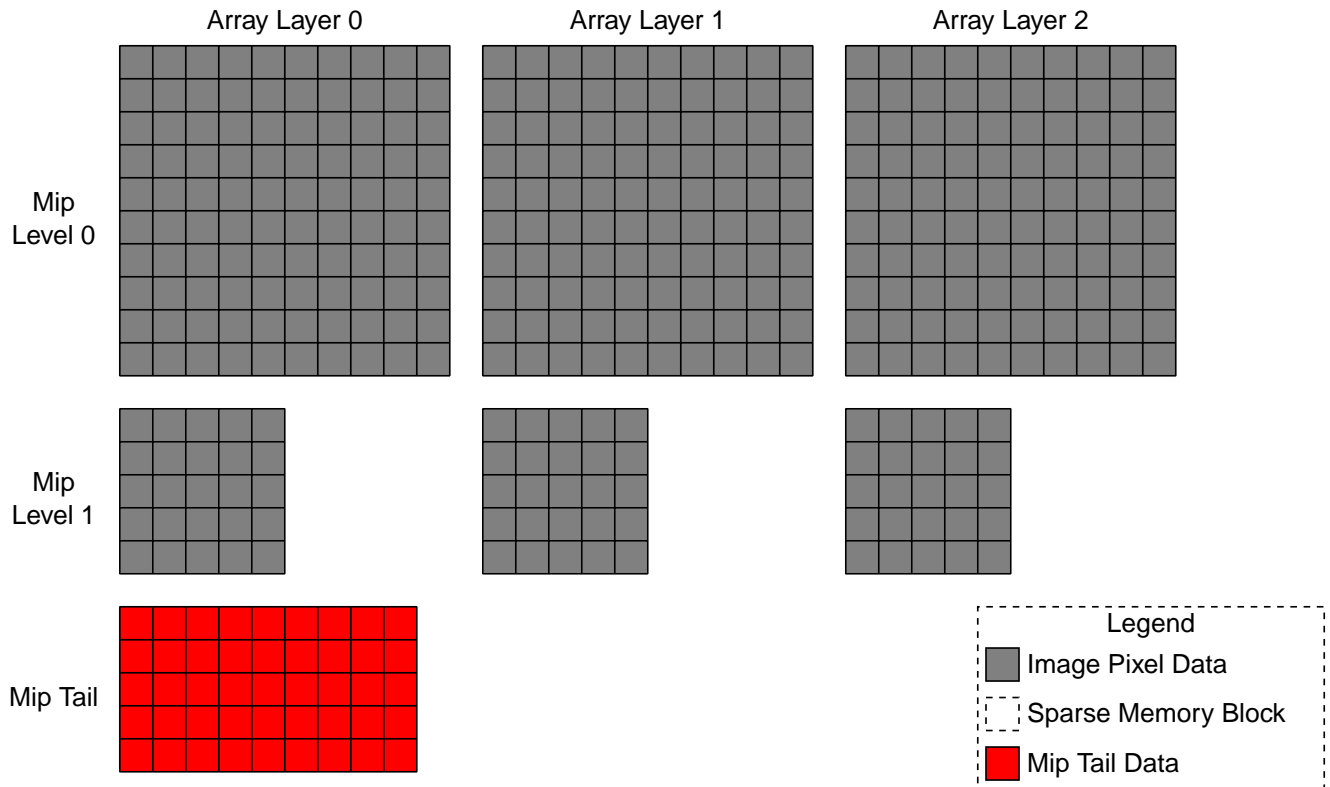 Array Layer 0
Array Layer 1
Array Layer 2
Mip
Level 0
Mip
Level 1
Mip Tail
Legend
Image Pixel Data
Sparse Memory Block
Mip Tail Data